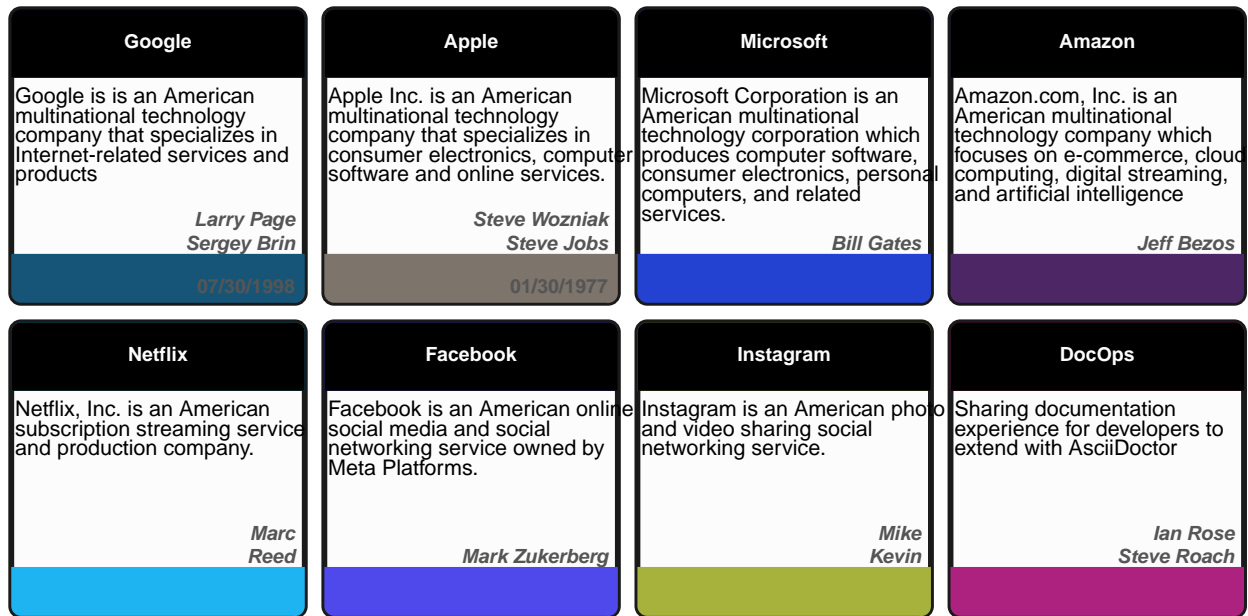 Google
Google is is an American
multinational technology
company that specializes in
Internet-related services and
products
Larry Page
Sergey Brin
07/30/1998
Apple
Apple Inc. is an American
multinational technology
company that specializes in
consumer electronics, computer
software and online services.
Steve Wozniak
Steve Jobs
01/30/1977
Microsoft
Microsoft Corporation is an
American multinational
technology corporation which
produces computer software,
consumer electronics, personal
computers, and related
services.
Bill Gates
Amazon
Amazon.com, Inc. is an
American multinational
technology company which
focuses on e-commerce, cloud
computing, digital streaming,
and artificial intelligence
Jeff Bezos
Netflix
Netflix, Inc. is an American
subscription streaming service
and production company.
Marc
Reed
Facebook
Facebook is an American online
social media and social
networking service owned by
Meta Platforms.
Mark Zukerberg
Instagram
Instagram is an American photo
and video sharing social
networking service.
Mike
Kevin
DocOps
Sharing documentation
experience for developers to
extend with AsciiDoctor
Ian Rose
Steve Roach